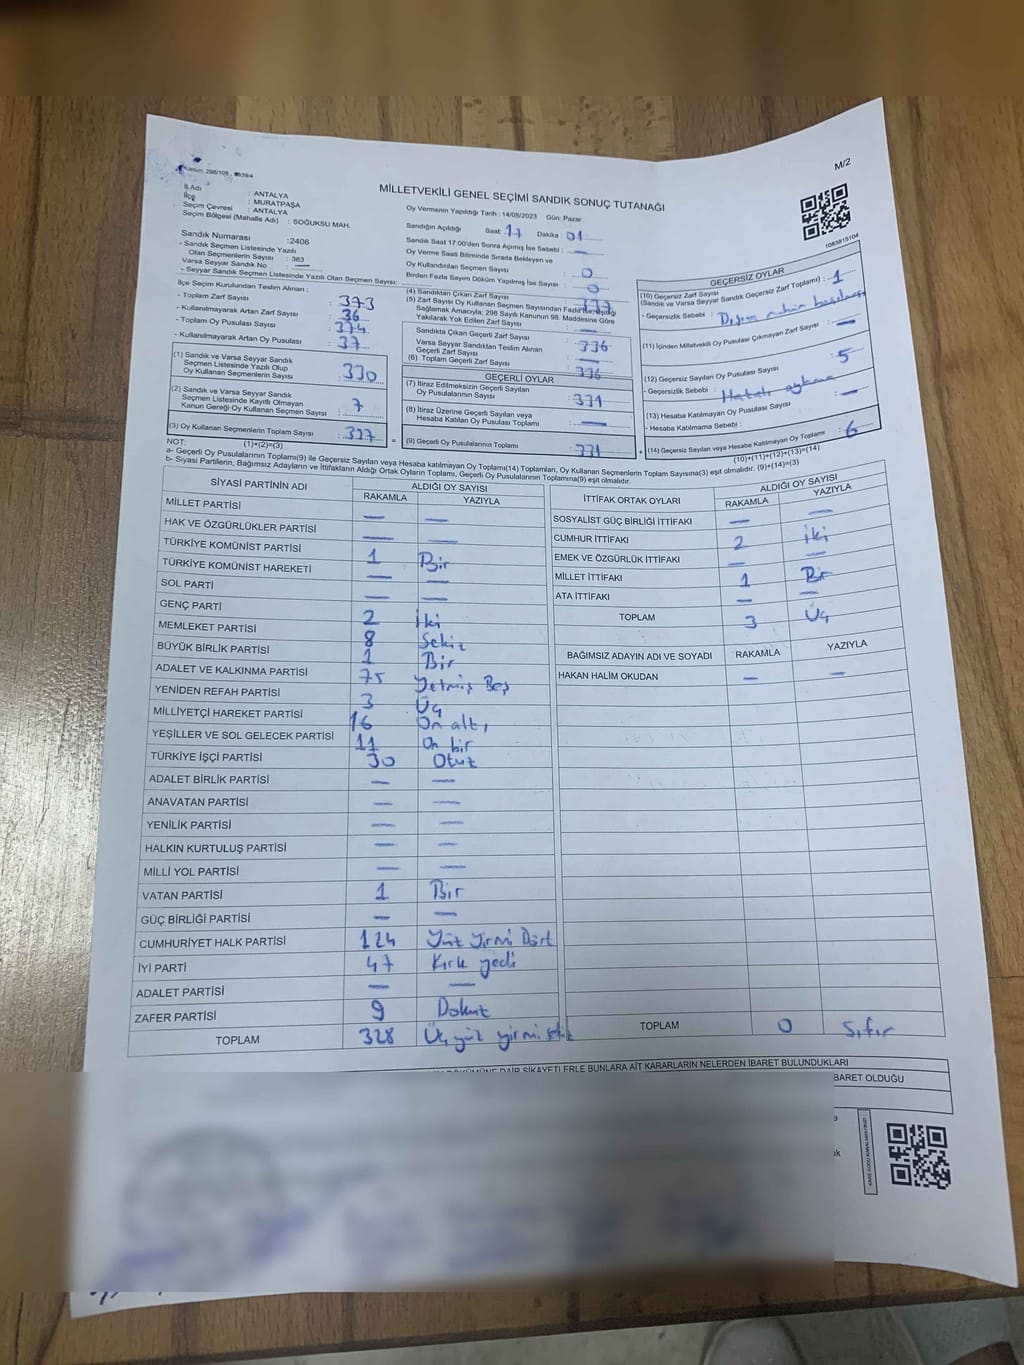 Kanun: 298/105
M/2
MİLLETVEKİLİ GENEL SEÇİMİ SANDIK SONUÇ TUTANAĞI
İl Adı : ANTALYA
İlçe : MURATPAŞA
Seçim Çevresi : ANTALYA
Seçim Bölgesi (Mahalle Adı) : SOĞUKSU MAH.
Sandık Numarası :2406
- Sandık Seçmen Listesinde Yazılı
Olan Seçmenlerin Sayısı : 363
Varsa Seyyar Sandık No : —
- Seyyar Sandık Seçmen Listesinde Yazılı Olan Seçmen Sayısı:
Oy Vermenin Yapıldığı Tarih : 14/05/2023 Gün: Pazar
Sandığın Açıldığı Saat: 17 Dakika 01
Sandık Saat 17:00'den Sonra Açımış İse Sebebi : —
Oy Verme Saati Bitiminde Sırada Bekleyen ve
Oy Kullandırılan Seçmen Sayısı : 0
Birden Fazla Sayım Döküm Yapılmış İse Sayısı : 0
1083815104
İlçe Seçim Kurulundan Teslim Alınan :
- Toplam Zarf Sayısı : 373
- Kullanılmayarak Artan Zarf Sayısı : 36
- Toplam Oy Pusulası Sayısı : 374
- Kullanılmayarak Artan Oy Pusulası : 37
(1) Sandık ve Varsa Seyyar Sandık
Seçmen Listesinde Yazılı Olup
Oy Kullanan Seçmenlerin Sayısı : 330
(2) Sandık ve Varsa Seyyar Sandık
Seçmen Listesinde Kayıtlı Olmayan
Kanun Gereği Oy Kullanan Seçmen Sayısı : 7
(3) Oy Kullanan Seçmenlerin Toplam Sayısı : 337
(1)+(2)=(3)
(4) Sandıktan Çıkan Zarf Sayısı : 337
(5) Zarf Sayısı Oy Kullanan Seçmen Sayısından Fazla İse, Eşitliği
Sağlamak Amacıyla; 298 Sayılı Kanunun 98. Maddesine Göre
Yakılarak Yok Edilen Zarf Sayısı : —
Sandıkta Çıkan Geçerli Zarf Sayısı : 336
Varsa Seyyar Sandıktan Teslim Alınan
Geçerli Zarf Sayısı : —
(6) Toplam Geçerli Zarf Sayısı : 336
GEÇERLİ OYLAR
(7) İtiraz Edilmeksizin Geçerli Sayılan
Oy Pusulalarının Sayısı : 331
(8) İtiraz Üzerine Geçerli Sayılan veya
Hesaba Katılan Oy Pusulası Toplamı : —
(9) Geçerli Oy Pusulalarının Toplamı : 331
GEÇERSİZ OYLAR
(10) Geçersiz Zarf Sayısı
(Sandık ve Varsa Seyyar Sandık Geçersiz Zarf Toplamı) : 1
- Geçersizlik Sebebi :
(11) İçinden Milletvekili Oy Pusulası Çıkmayan Zarf Sayısı : —
(12) Geçersiz Sayılan Oy Pusulası Sayısı : 5
- Geçersizlik Sebebi : Hatalı
(13) Hesaba Katılmayan Oy Pusulası Sayısı : —
- Hesaba Katılmama Sebebi :
(14) Geçersiz Sayılan veya Hesaba Katılmayan Oy Toplamı : 6
(10)+(11)+(12)+(13)=(14)
NOT:
a- Geçerli Oy Pusulalarının Toplamı(9) ile Geçersiz Sayılan veya Hesaba katılmayan Oy Toplamı(14) Toplamları, Oy Kullanan Seçmenlerin Toplam Sayısına(3) eşit olmalıdır. (9)+(14)=(3)
b- Siyasi Partilerin, Bağımsız Adayların ve İttifakların Aldığı Ortak Oyların Toplamı, Geçerli Oy Pusulalarının Toplamına(9) eşit olmalıdır.
SİYASİ PARTİNİN ADI ALDIĞI OY SAYISI
RAKAMLA YAZIYLA
MİLLET PARTİSİ — —
HAK VE ÖZGÜRLÜKLER PARTİSİ — —
TÜRKİYE KOMÜNİST PARTİSİ 1 Bir
TÜRKİYE KOMÜNİST HAREKETİ — —
SOL PARTİ — —
GENÇ PARTİ 2 İki
MEMLEKET PARTİSİ 8 Sekiz
BÜYÜK BİRLİK PARTİSİ 1 Bir
ADALET VE KALKINMA PARTİSİ 75 Yetmiş Beş
YENİDEN REFAH PARTİSİ 3 Üç
MİLLİYETÇİ HAREKET PARTİSİ 16 On altı
YEŞİLLER VE SOL GELECEK PARTİSİ 11 On bir
TÜRKİYE İŞÇİ PARTİSİ 30 Otuz
ADALET BİRLİK PARTİSİ — —
ANAVATAN PARTİSİ — —
YENİLİK PARTİSİ — —
HALKIN KURTULUŞ PARTİSİ — —
MİLLİ YOL PARTİSİ — —
VATAN PARTİSİ 1 Bir
GÜÇ BİRLİĞİ PARTİSİ — —
CUMHURİYET HALK PARTİSİ 124 Yüz Yirmi Dört
İYİ PARTİ 47 Kırk yedi
ADALET PARTİSİ — —
ZAFER PARTİSİ 9 Dokuz
TOPLAM 328 Üç yüz yirmi sekiz
İTTİFAK ORTAK OYLARI ALDIĞI OY SAYISI
RAKAMLA YAZIYLA
SOSYALİST GÜÇ BİRLİĞİ İTTİFAKI — —
CUMHUR İTTİFAKI 2 İki
EMEK VE ÖZGÜRLÜK İTTİFAKI — —
MİLLET İTTİFAKI 1 Bir
ATA İTTİFAKI — —
TOPLAM 3 Üç
BAĞIMSIZ ADAYIN ADI VE SOYADI RAKAMLA YAZIYLA
HAKAN HALİM OKUDAN — —
TOPLAM 0 Sıfır
DAİR ŞİKAYETLERLE BUNLARA AİT KARARLARIN NELERDEN İBARET BULUNDUKLARI
BARET OLDUĞU